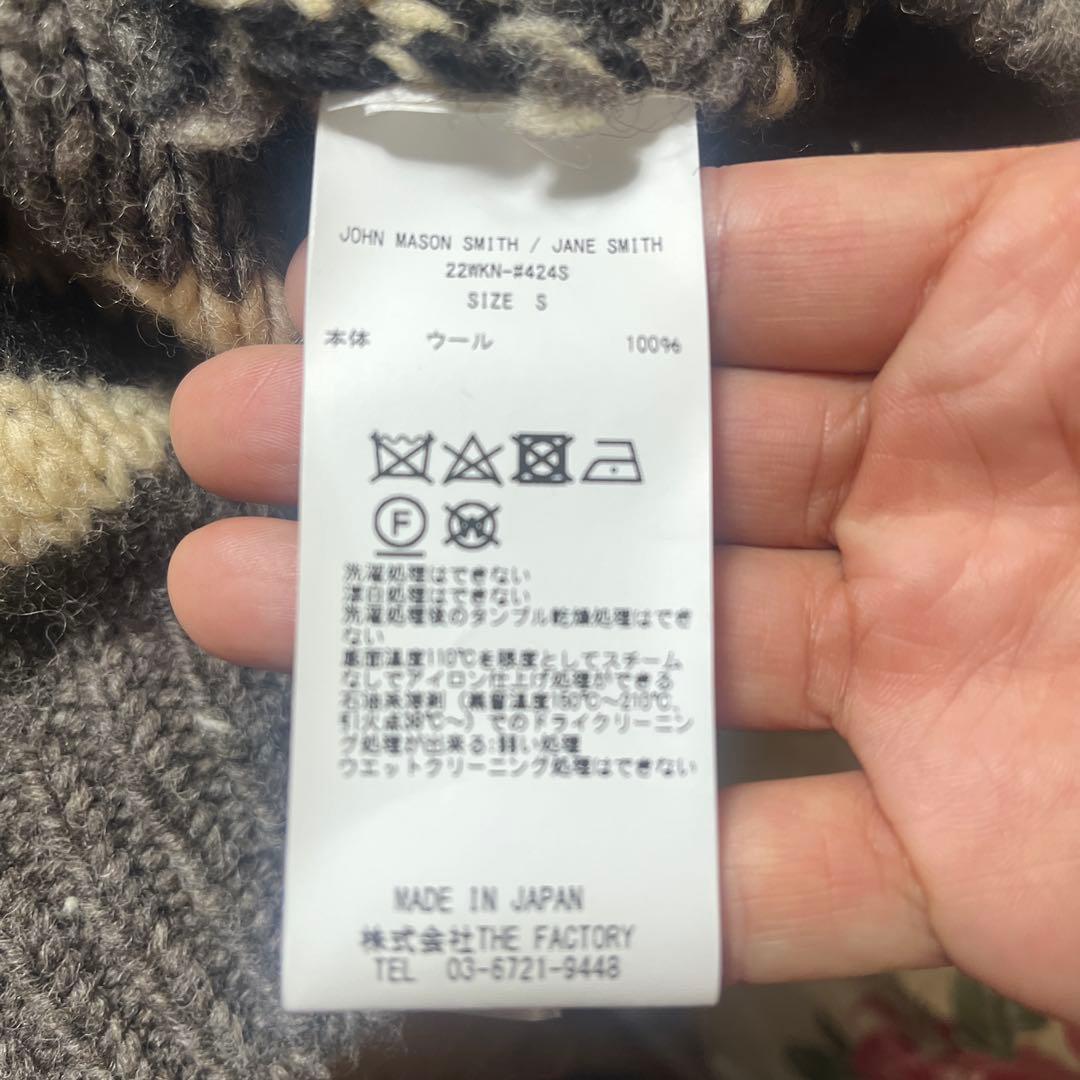 JOHN MASON SMITH / JANE SMITH
22WKN-#424S
SIZE S
本体 ウール 100%
F
W
洗濯処理はできない
漂白処理はできない
洗濯処理後のタンブル乾燥処理はでき
ない
底面温度110℃を限度としてスチーム
なしでアイロン仕上げ処理ができる
石油系溶剤（蒸留温度150℃〜210℃、
引火点38℃〜）でのドライクリーニン
グ処理が出来る:弱い処理
ウエットクリーニング処理はできない
MADE IN JAPAN
株式会社THE FACTORY
TEL 03-6721-9448